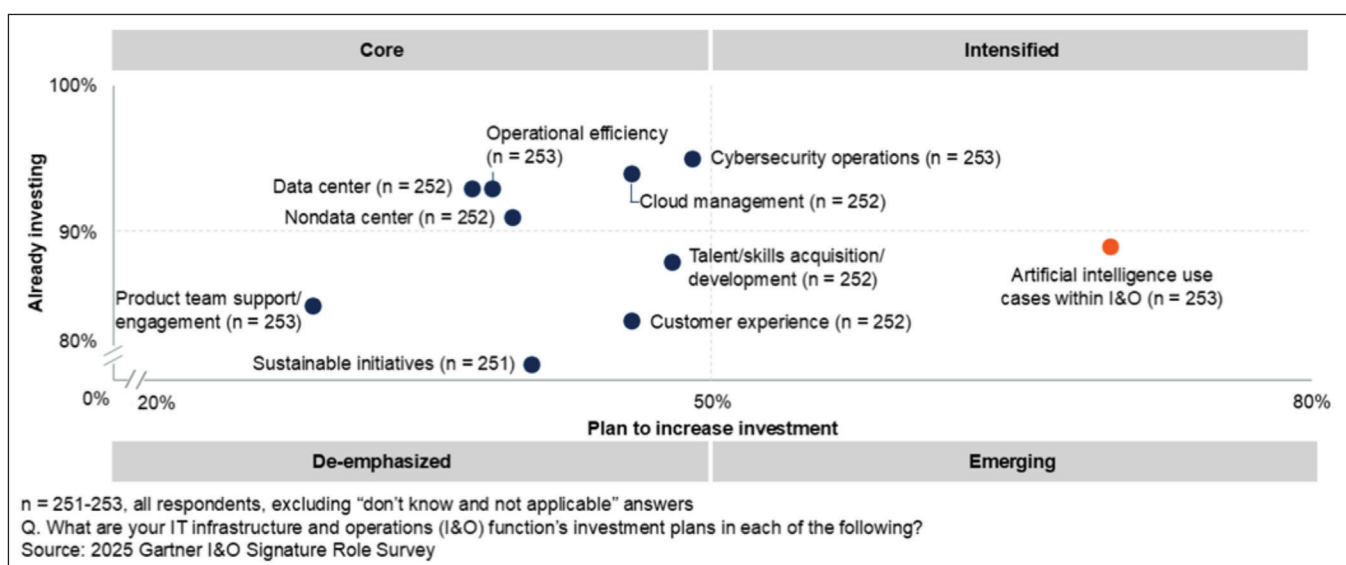 Core
Intensified
100%
Operational efficiency
(n = 253)
Cybersecurity operations (n = 253)
Data center (n = 252)
Cloud management (n = 252)
Nondata center (n = 252)
90%
Already investing
Talent/skills acquisition/
development (n = 252)
Artificial intelligence use
cases within I&O (n = 253)
Product team support/
engagement (n = 253)
Customer experience (n = 252)
80%
Sustainable initiatives (n = 251)
0%
20%
50%
80%
Plan to increase investment
De-emphasized
Emerging
n = 251-253, all respondents, excluding “don’t know and not applicable” answers
Q. What are your IT infrastructure and operations (I&O) function’s investment plans in each of the following?
Source: 2025 Gartner I&O Signature Role Survey